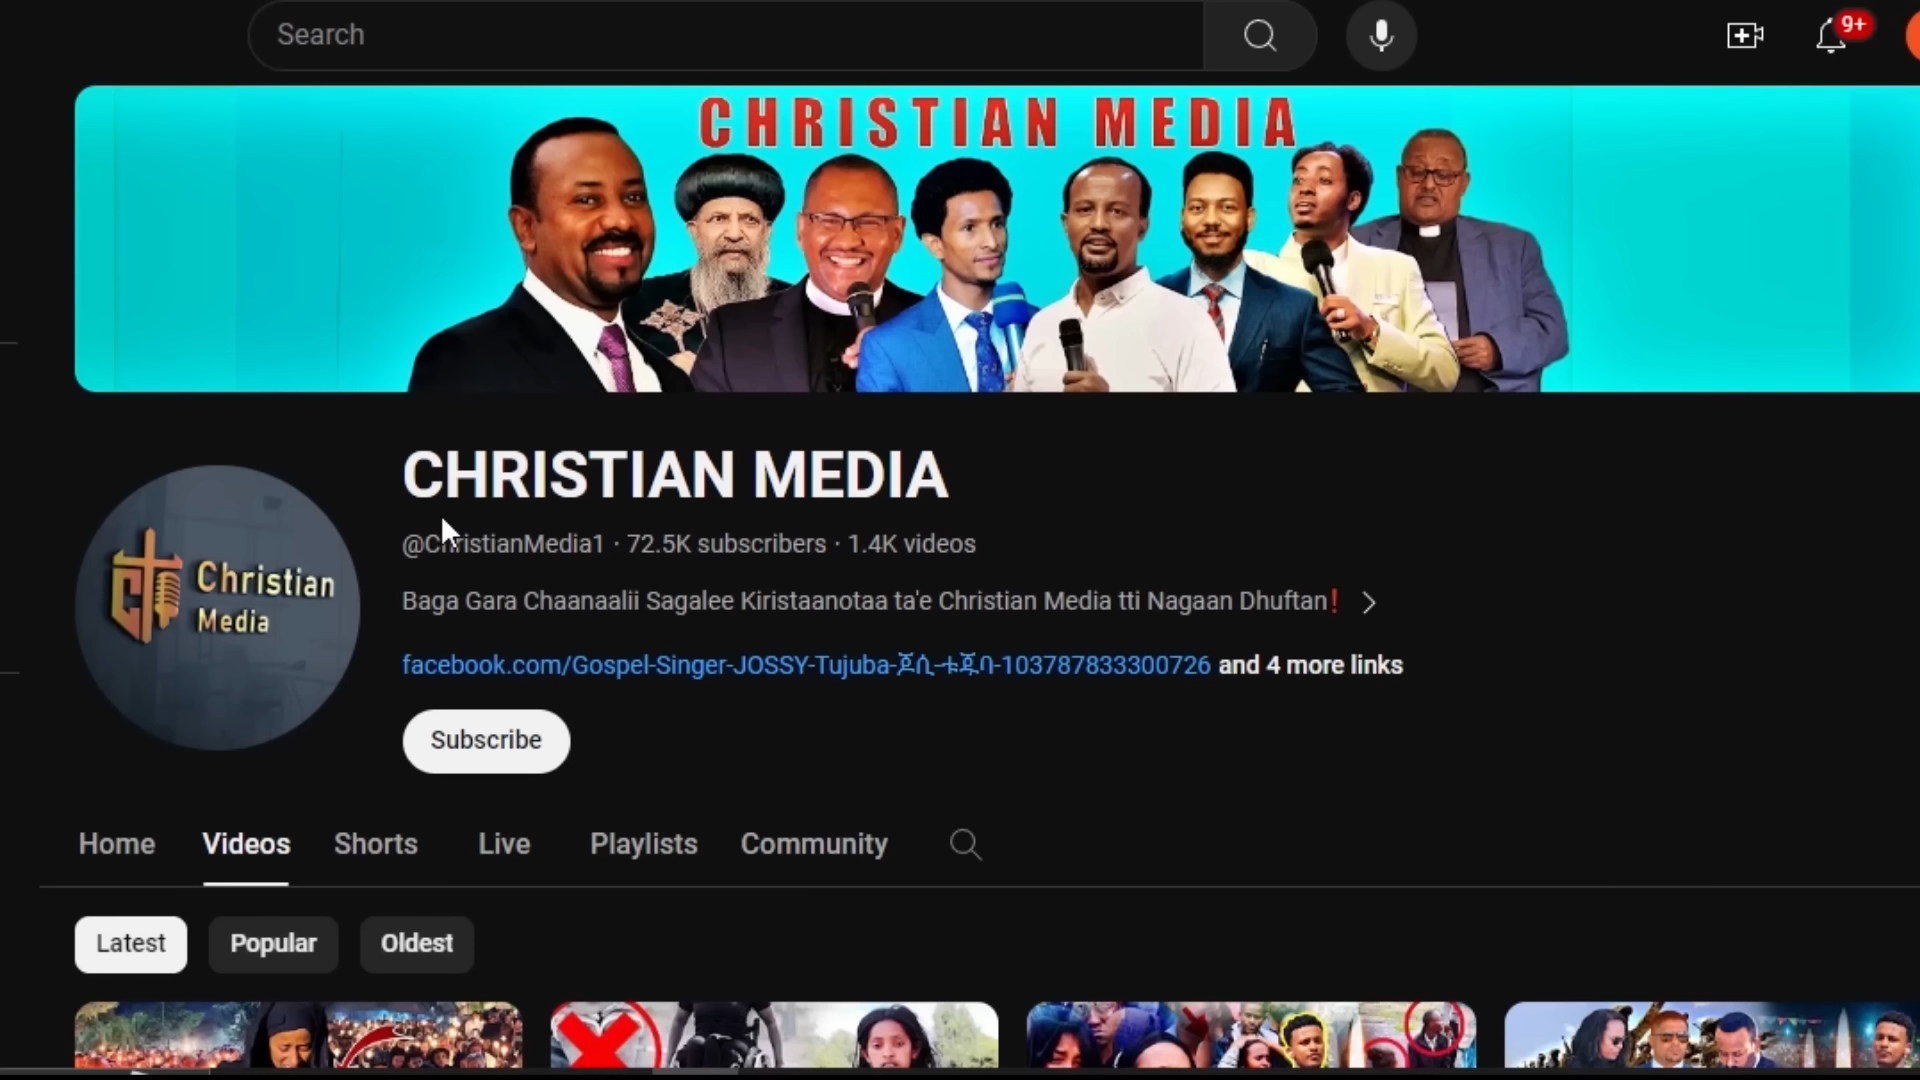 Search
9+
CHRISTIAN MEDIA
Christian
Media
CHRISTIAN MEDIA
@ChristianMedia1 · 72.5K subscribers · 1.4K videos
Baga Gara Chaanaalii Sagalee Kiristaanotaa ta'e Christian Media tti Nagaan Dhuftan❗
facebook.com/Gospel-Singer-JOSSY-Tujuba-ጆሲ-ቱጁባ-103787833300726 and 4 more links
Subscribe
Home Videos Shorts Live Playlists Community
Latest Popular Oldest